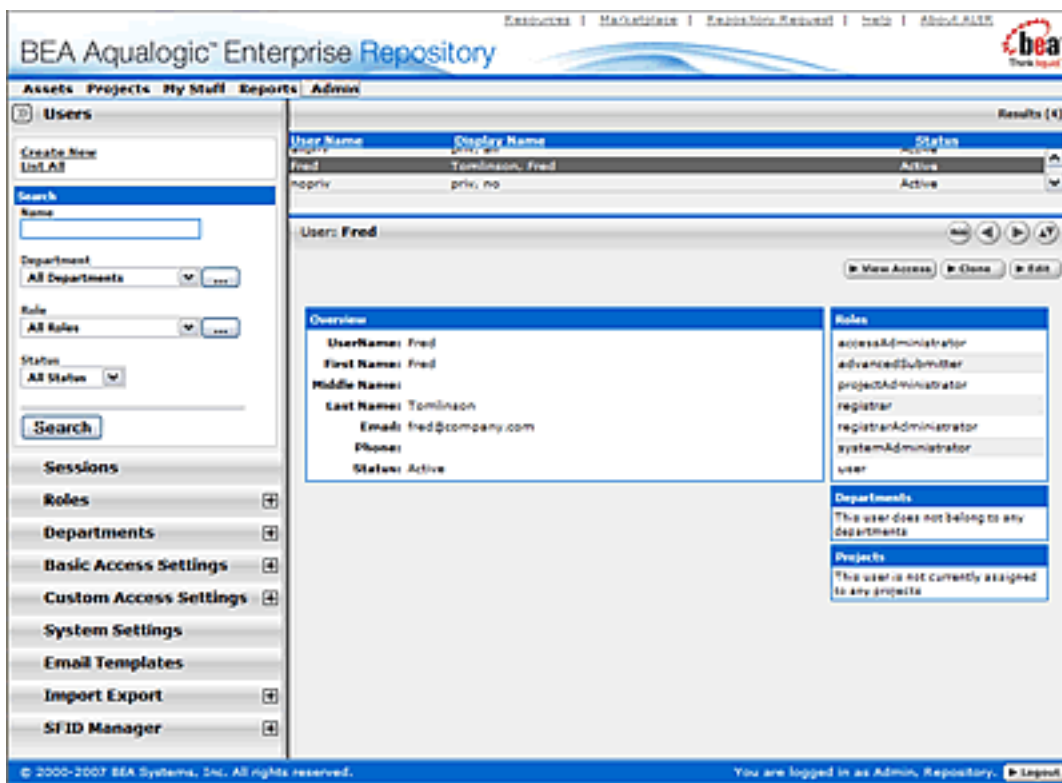 Resources | Marketplace | Repository Request | Help | About ALER
BEA Aqualogic™ Enterprise Repository
bea
Think liquid
Assets Projects My Stuff Reports Admin
Users
Results (4)
Create New
List All
User Name Display Name Status
Fred Tomlinson, Fred Active
nopriv priv, no Active
Search
Name
User: Fred
Department
All Departments ...
View Access Clone Edit
Role
All Roles ...
Status
All Status
Search
Overview
UserName: Fred
First Name: Fred
Middle Name:
Last Name: Tomlinson
Email: fred@company.com
Phone:
Status: Active
Roles
accessAdministrator
advancedSubmitter
projectAdministrator
registrar
registrarAdministrator
systemAdministrator
user
Departments
This user does not belong to any
departments
Projects
This user is not currently assigned
to any projects
Sessions
Roles
Departments
Basic Access Settings
Custom Access Settings
System Settings
Email Templates
Import Export
SFID Manager
© 2000-2007 BEA Systems, Inc. All rights reserved.
You are logged in as Admin, Repository. Logout